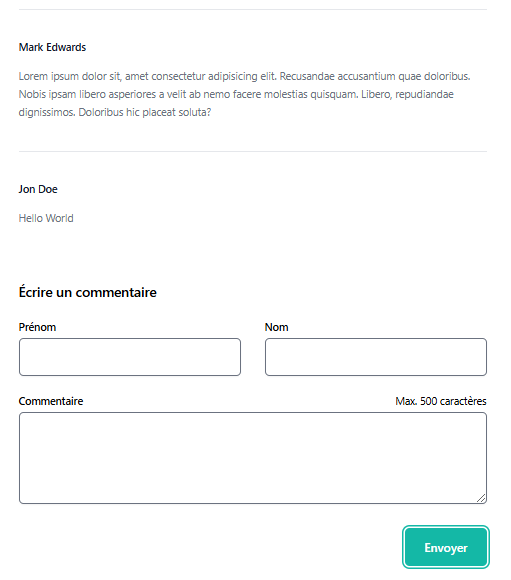 Mark Edwards
Lorem ipsum dolor sit, amet consectetur adipisicing elit. Recusandae accusantium quae doloribus.
Nobis ipsam libero asperiores a velit ab nemo facere molestias quisquam. Libero, repudiandae
dignissimos. Doloribus hic placeat soluta?
Jon Doe
Hello World
Écrire un commentaire
Prénom
Nom
Commentaire
Max. 500 caractères
Envoyer